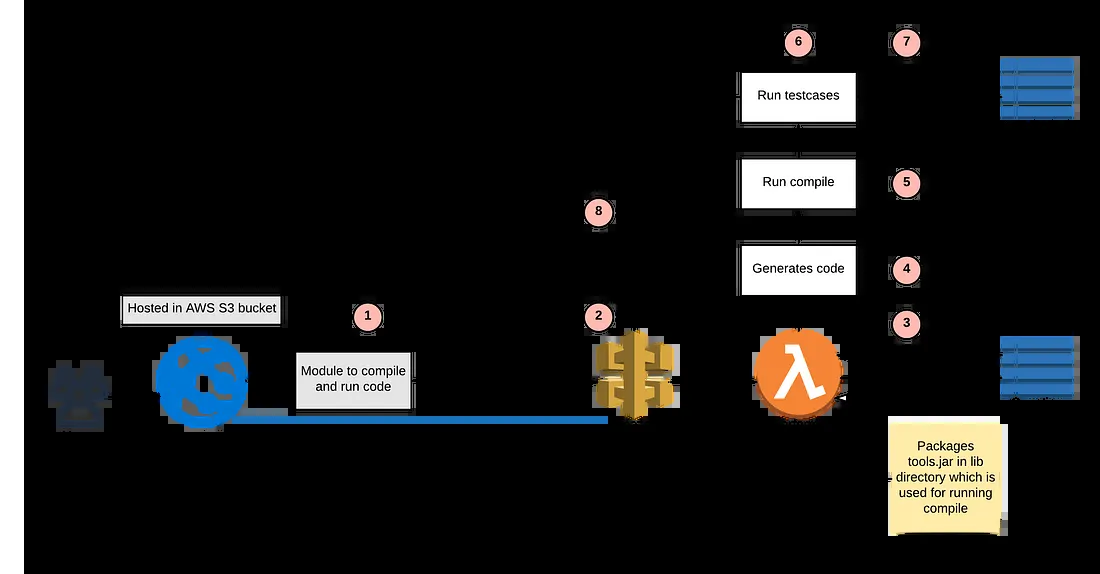 6
7
Run testcases
Run compile
5
8
Generates code
4
Hosted in AWS S3 bucket
1
2
3
Module to compile
and run code
λ
Packages
tools.jar in lib
directory which is
used for running
compile